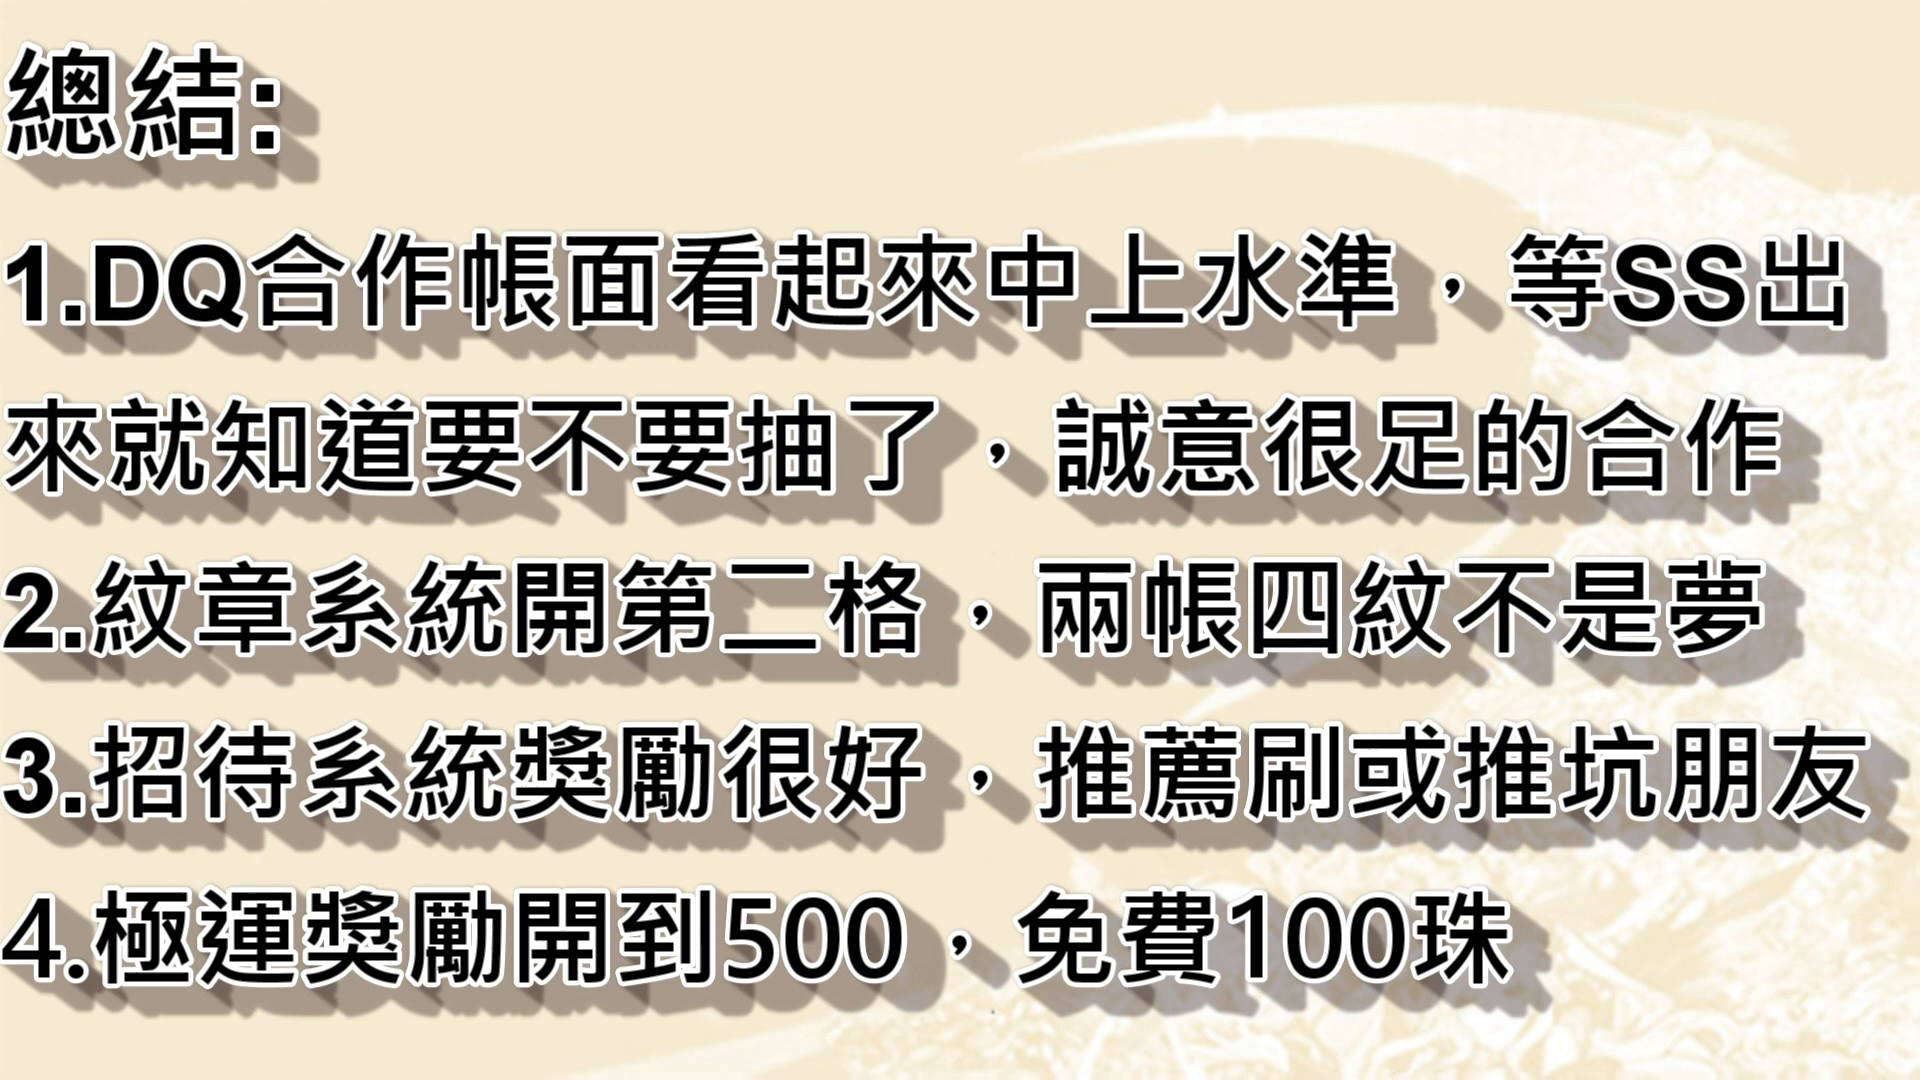 總結:
1.DQ合作帳面看起來中上水準，等SS出
來就知道要不要抽了，誠意很足的合作
2.紋章系統開第二格，兩帳四紋不是夢
3.招待系統獎勵很好，推薦刷或推坑朋友
4.極運獎勵開到500，免費100珠